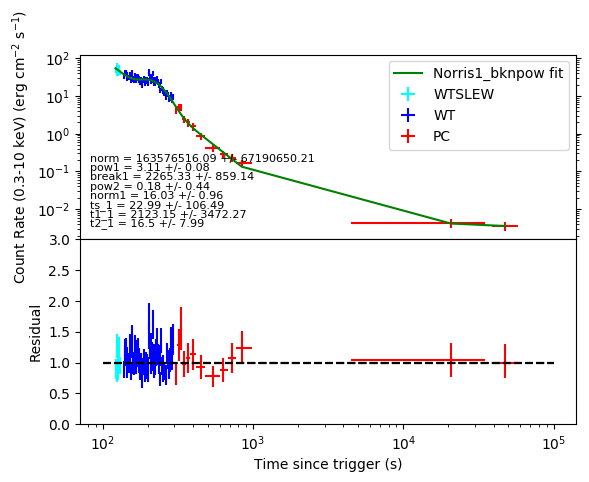 Count Rate (0.3-10 keV) (erg cm⁻² s⁻¹)
10²
10¹
10⁰
10⁻¹
10⁻²
Norris1_bknpow fit
WTSLEW
WT
PC
norm = 163576516.09 +/- 67190650.21
pow1 = 3.11 +/- 0.08
break1 = 2265.33 +/- 859.14
pow2 = 0.18 +/- 0.44
norm1 = 16.03 +/- 0.96
ts_1 = 22.99 +/- 106.49
t1_1 = 2123.15 +/- 3472.27
t2_1 = 16.5 +/- 7.99
Residual
3.0
2.5
2.0
1.5
1.0
0.5
0.0
10² 10³ 10⁴ 10⁵
Time since trigger (s)